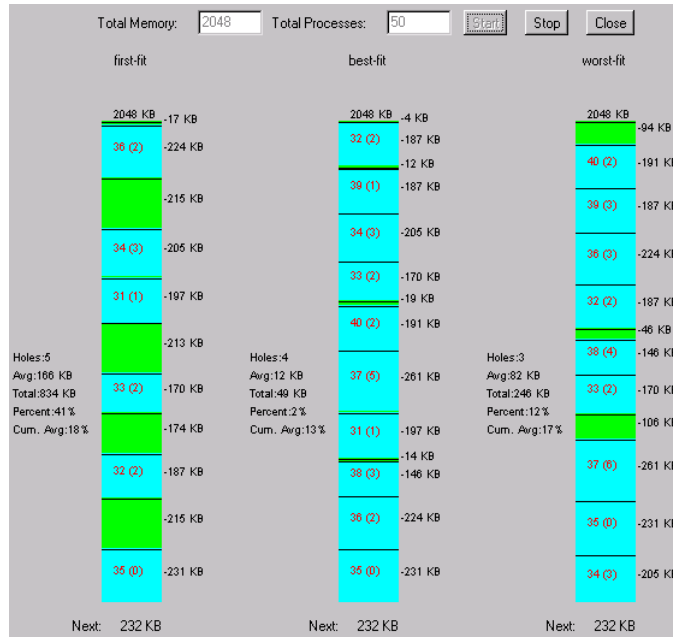 Total Memory: 2048 Total Processes: 50 Start Stop Close
first-fit
2048 KB
-17 KB
36 (2) -224 KB
-215 KB
34 (3) -205 KB
31 (1) -197 KB
-213 KB
33 (2) -170 KB
-174 KB
32 (2) -187 KB
-215 KB
35 (0) -231 KB
Holes:5
Avg:166 KB
Total:834 KB
Percent:41%
Cum. Avg:18%
Next: 232 KB
best-fit
2048 KB
-4 KB
32 (2) -187 KB
-12 KB
39 (1) -187 KB
34 (3) -205 KB
33 (2) -170 KB
-19 KB
40 (2) -191 KB
37 (5) -261 KB
31 (1) -197 KB
-14 KB
38 (3) -146 KB
36 (2) -224 KB
35 (0) -231 KB
Holes:4
Avg:12 KB
Total:49 KB
Percent:2%
Cum. Avg:13%
Next: 232 KB
worst-fit
2048 KB
-94 KB
40 (2) -191 KB
39 (3) -187 KB
36 (3) -224 KB
32 (2) -187 KB
-46 KB
38 (4) -146 KB
33 (2) -170 KB
-106 KB
37 (6) -261 KB
35 (0) -231 KB
34 (3) -205 KB
Holes:3
Avg:82 KB
Total:246 KB
Percent:12%
Cum. Avg:17%
Next: 232 KB